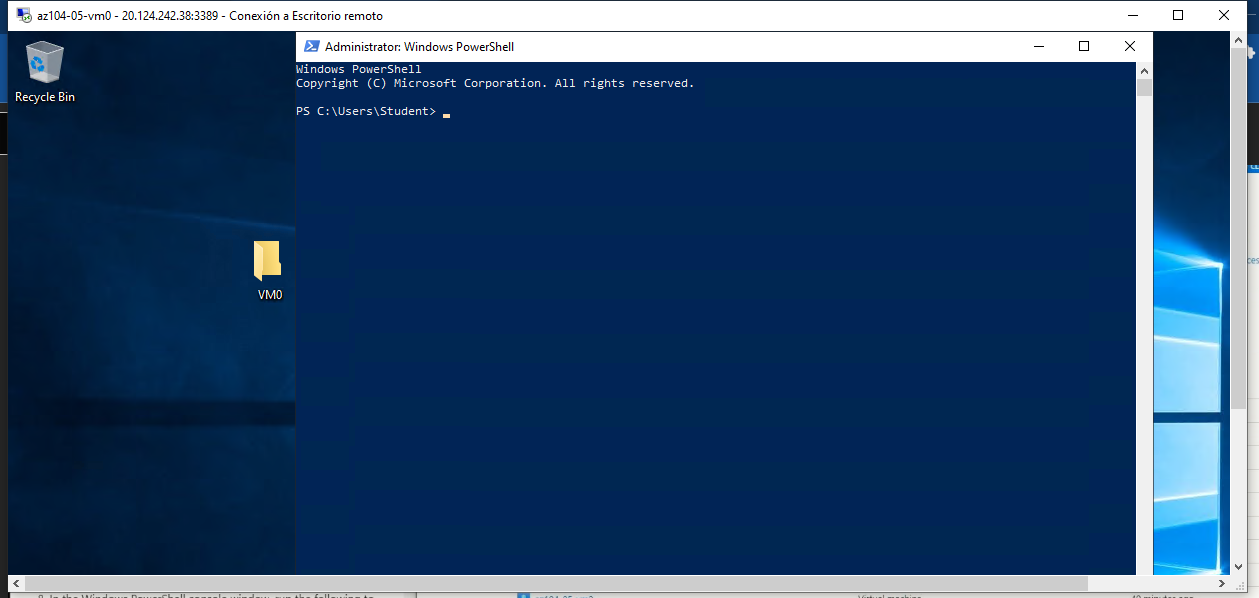 az104-05-vm0 - 20.124.242.38:3389 - Conexión a Escritorio remoto
Recycle Bin
Administrator: Windows PowerShell
Windows PowerShell
Copyright (C) Microsoft Corporation. All rights reserved.
PS C:\Users\Student>
VM0